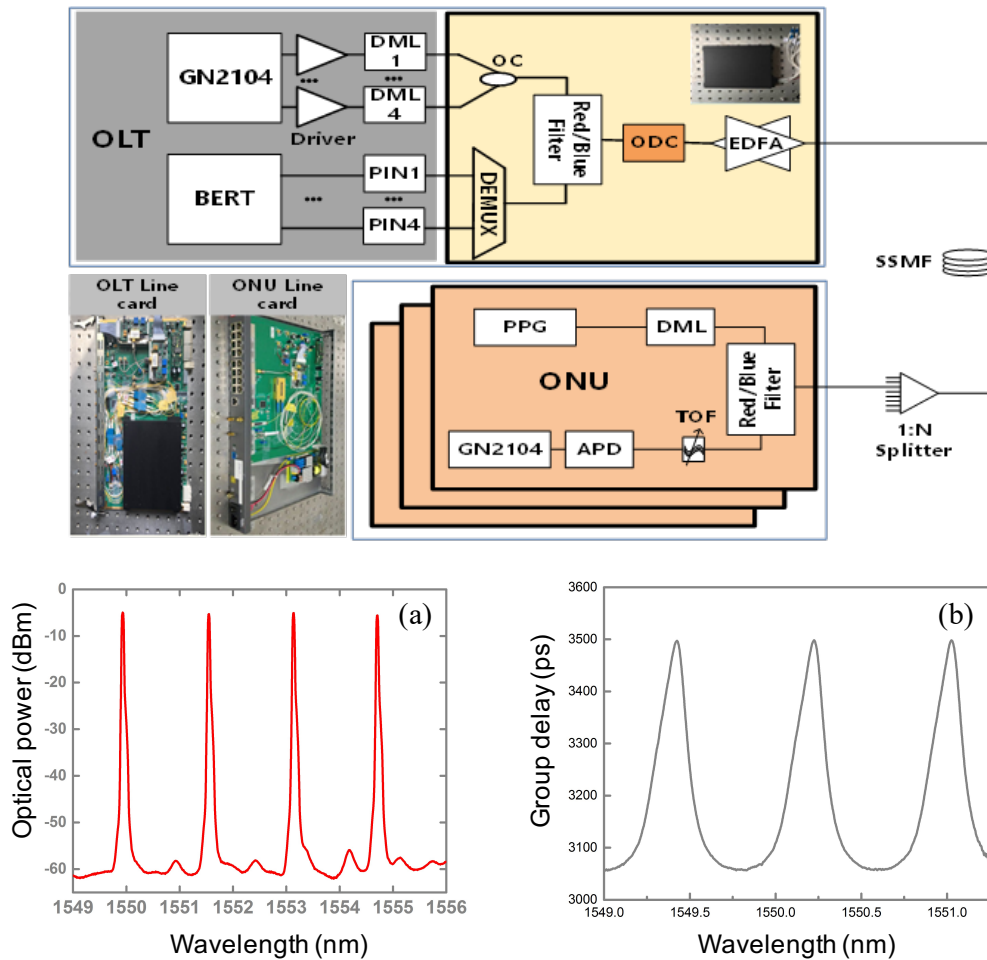 OLT
GN2104
Driver
DML
1
...
...
DML
4
OC
BERT
...
PIN1
...
PIN4
DEMUX
Red/Blue
Filter
ODC
EDFA
SSMF
OLT Line
card
ONU Line
card
PPG
DML
ONU
Red/Blue
Filter
TOF
GN2104
APD
1:N
Splitter
(a)
Optical power (dBm)
0
-10
-20
-30
-40
-50
-60
1549
1550
1551
1552
1553
1554
1555
1556
Wavelength (nm)
(b)
Group delay (ps)
3600
3500
3400
3300
3200
3100
3000
1549.0
1549.5
1550.0
1550.5
1551.0
Wavelength (nm)